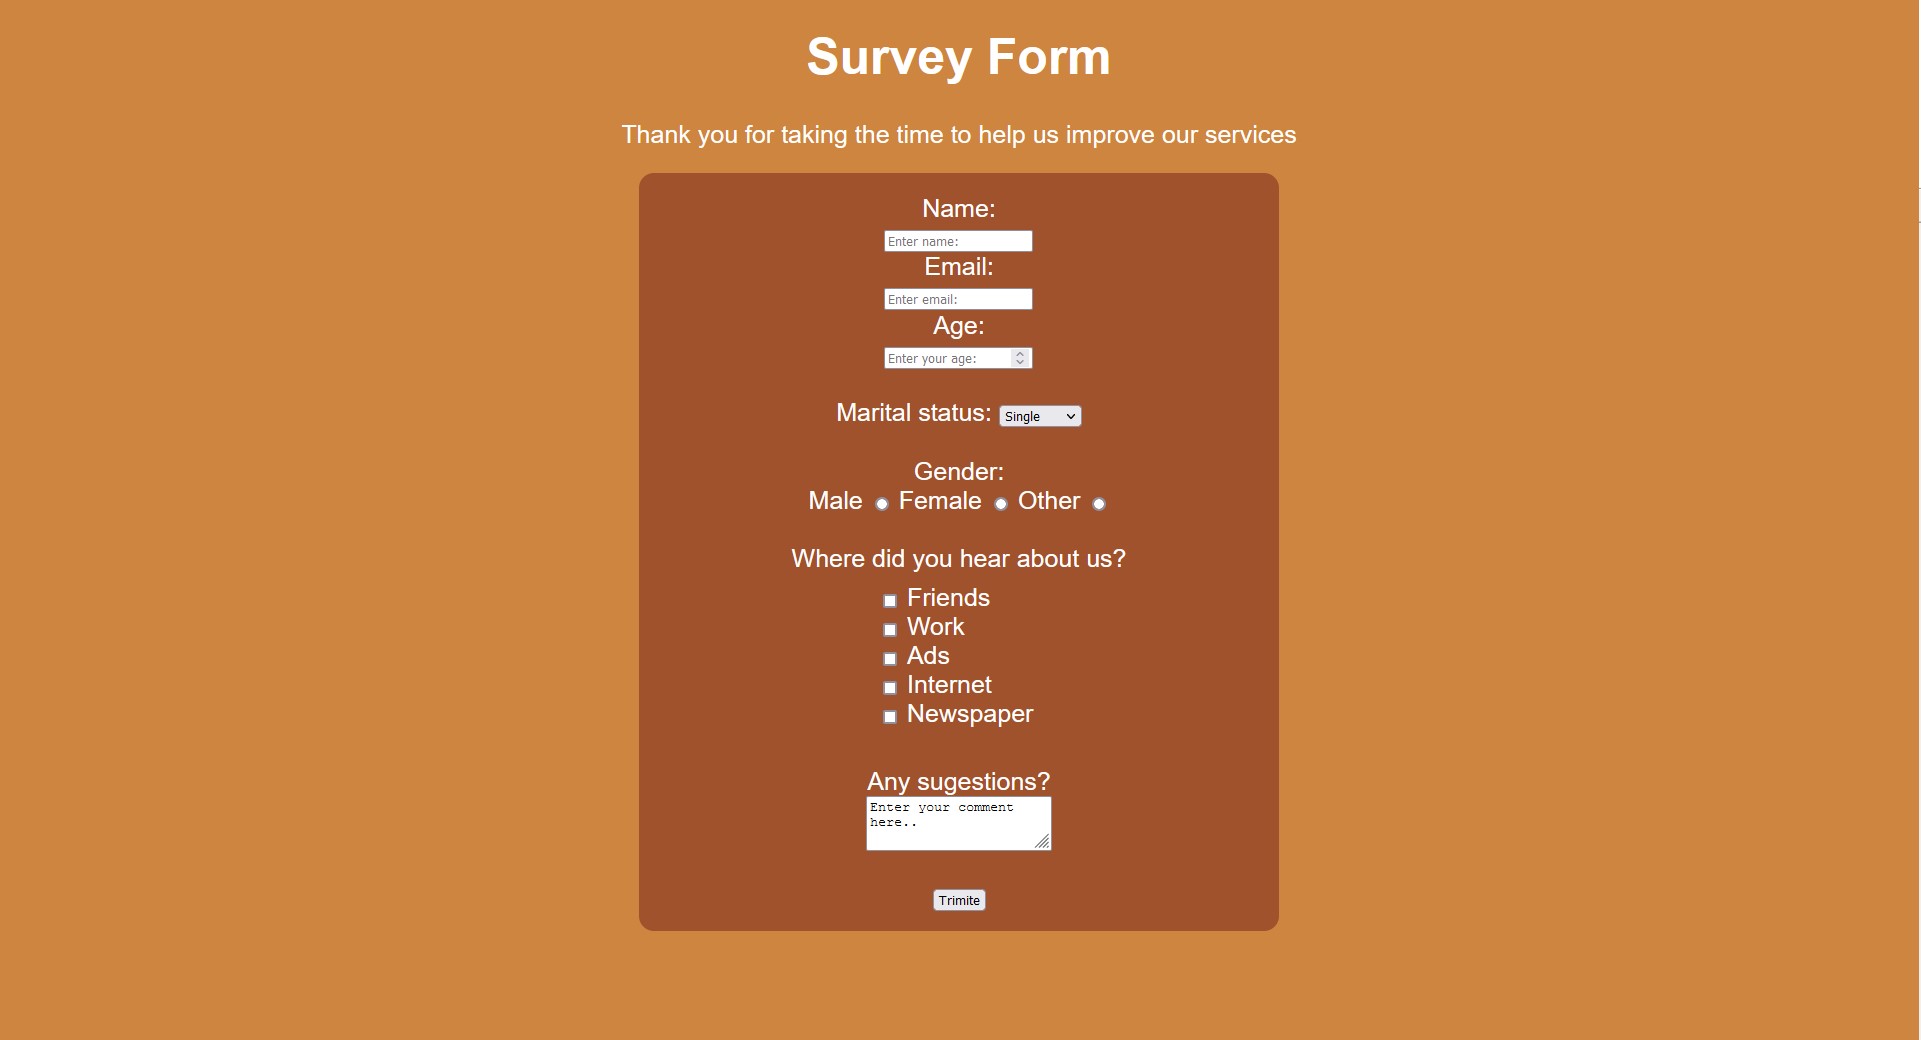 Survey Form
Thank you for taking the time to help us improve our services
Name:
Enter name:
Email:
Enter email:
Age:
Enter your age:
Marital status: Single
Gender:
Male Female Other
Where did you hear about us?
Friends
Work
Ads
Internet
Newspaper
Any sugestions?
Enter your comment
here..
Trimite